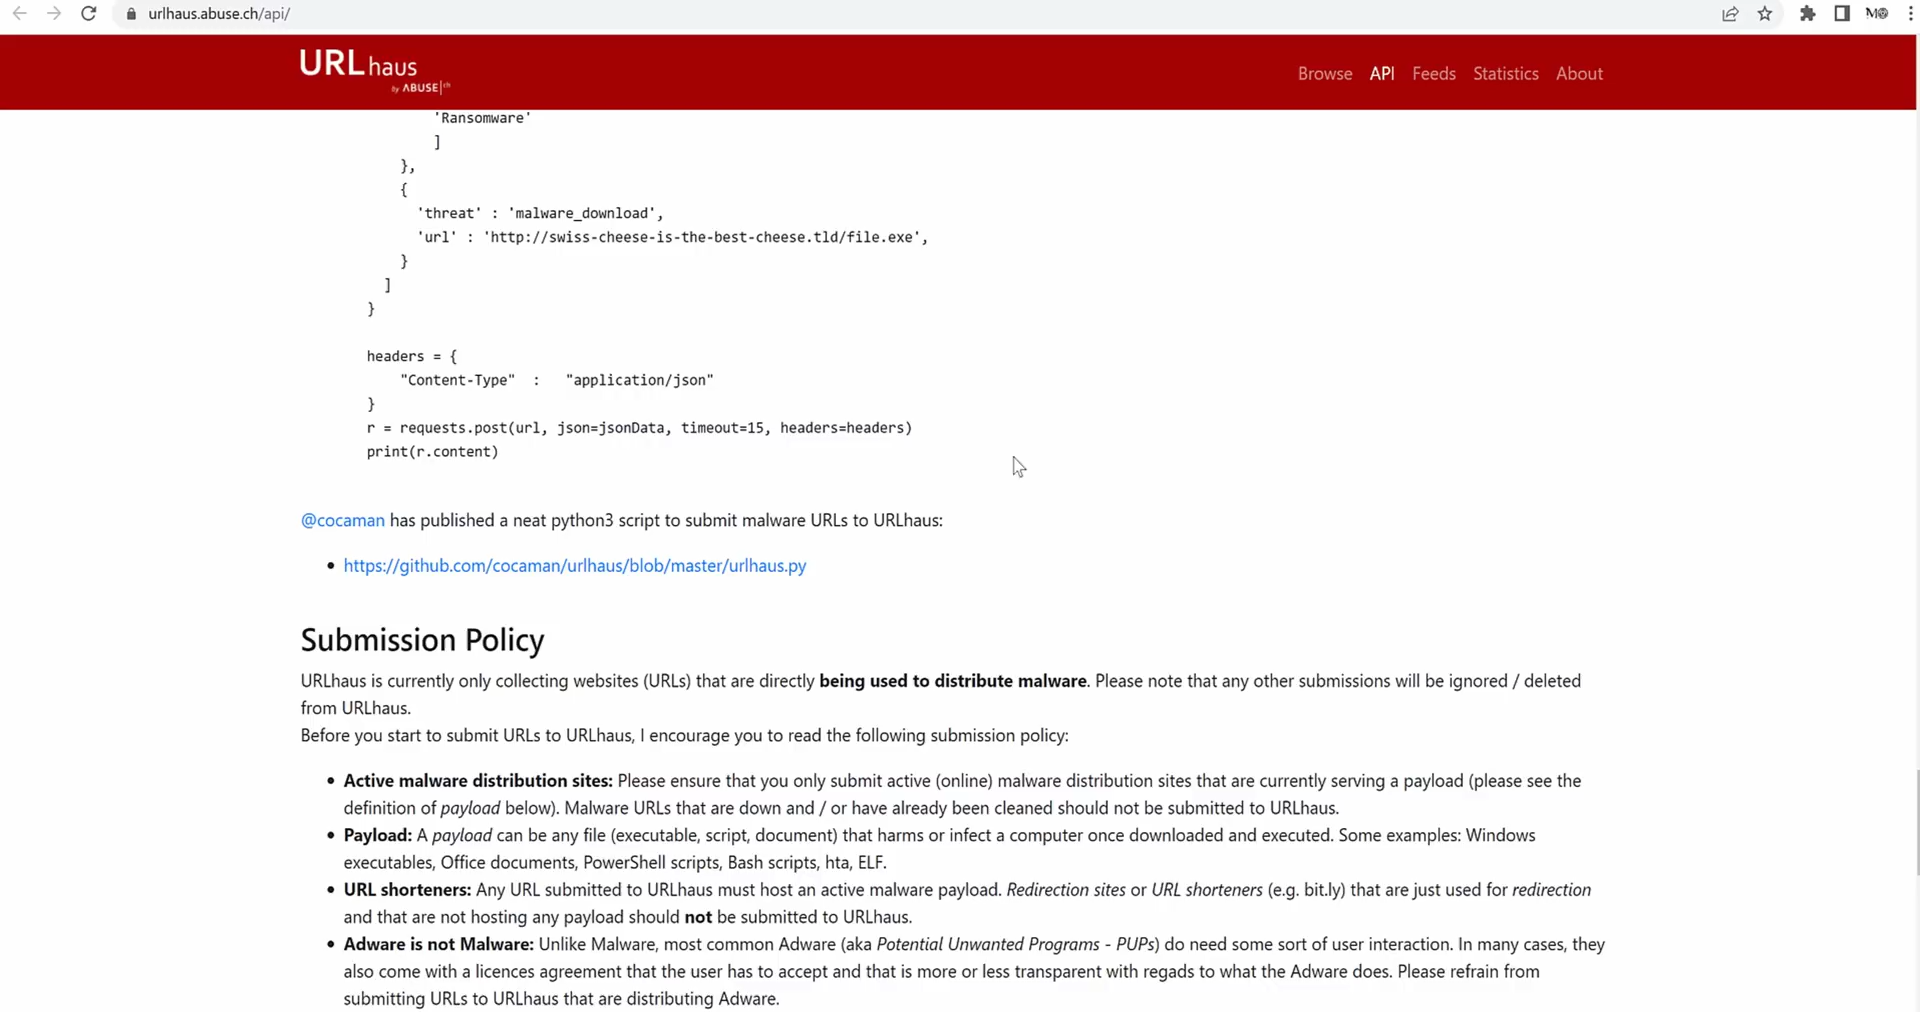 urlhaus.abuse.ch/api/
URLhaus
by ABUSE|ch
Browse API Feeds Statistics About
'Ransomware'
]
},
{
'threat' : 'malware_download',
'url' : 'http://swiss-cheese-is-the-best-cheese.tld/file.exe',
}
]
}
headers = {
"Content-Type" : "application/json"
}
r = requests.post(url, json=jsonData, timeout=15, headers=headers)
print(r.content)
@cocaman has published a neat python3 script to submit malware URLs to URLhaus:
• https://github.com/cocaman/urlhaus/blob/master/urlhaus.py
Submission Policy
URLhaus is currently only collecting websites (URLs) that are directly being used to distribute malware. Please note that any other submissions will be ignored / deleted
from URLhaus.
Before you start to submit URLs to URLhaus, I encourage you to read the following submission policy:
• Active malware distribution sites: Please ensure that you only submit active (online) malware distribution sites that are currently serving a payload (please see the
definition of payload below). Malware URLs that are down and / or have already been cleaned should not be submitted to URLhaus.
• Payload: A payload can be any file (executable, script, document) that harms or infect a computer once downloaded and executed. Some examples: Windows
executables, Office documents, PowerShell scripts, Bash scripts, hta, ELF.
• URL shorteners: Any URL submitted to URLhaus must host an active malware payload. Redirection sites or URL shorteners (e.g. bit.ly) that are just used for redirection
and that are not hosting any payload should not be submitted to URLhaus.
• Adware is not Malware: Unlike Malware, most common Adware (aka Potential Unwanted Programs - PUPs) do need some sort of user interaction. In many cases, they
also come with a licences agreement that the user has to accept and that is more or less transparent with regads to what the Adware does. Please refrain from
submitting URLs to URLhaus that are distributing Adware.